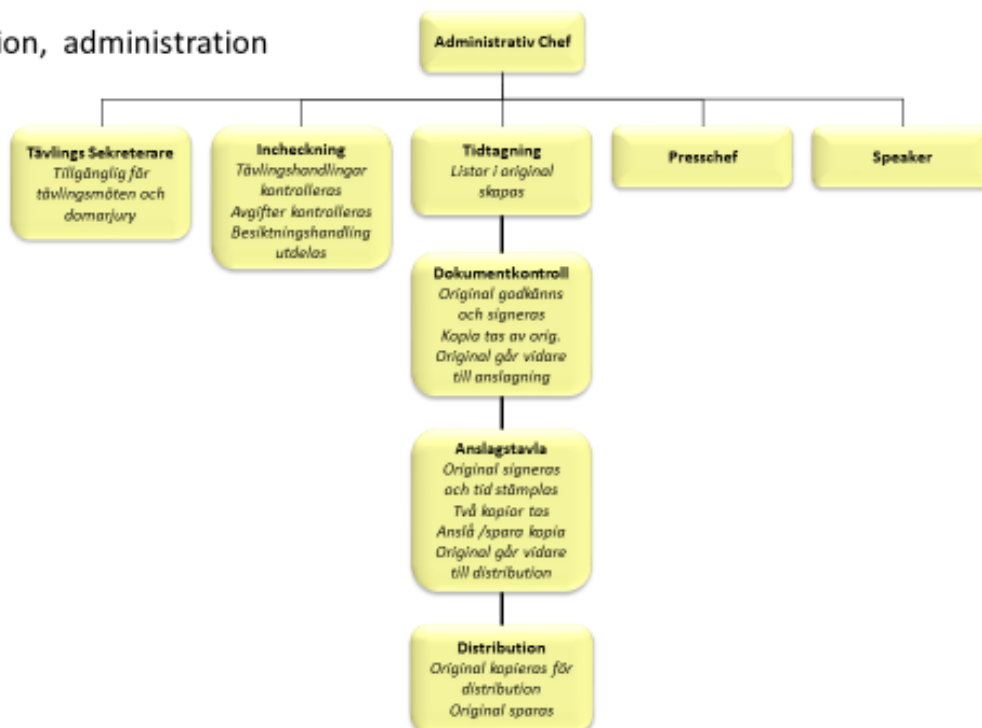 ion, administration
Administrativ Chef
Tävlings Sekreterare
Tillgänglig för
tävlingsmöten och
domarjury
Incheckning
Tävlingshandlingar
kontrolleras
Avgifter kontrolleras
Besiktningshandling
utdelas
Tidtagning
Listor i original
skapas
Presschef
Speaker
Dokumentkontroll
Original godkänns
och signeras
Kopia tas av orig.
Original går vidare
till anslagning
Anslagstavla
Original signeras
och tid stämplas
Två kopior tas
Anslå /spara kopia
Original går vidare
till distribution
Distribution
Original kopieras för
distribution
Original sparas